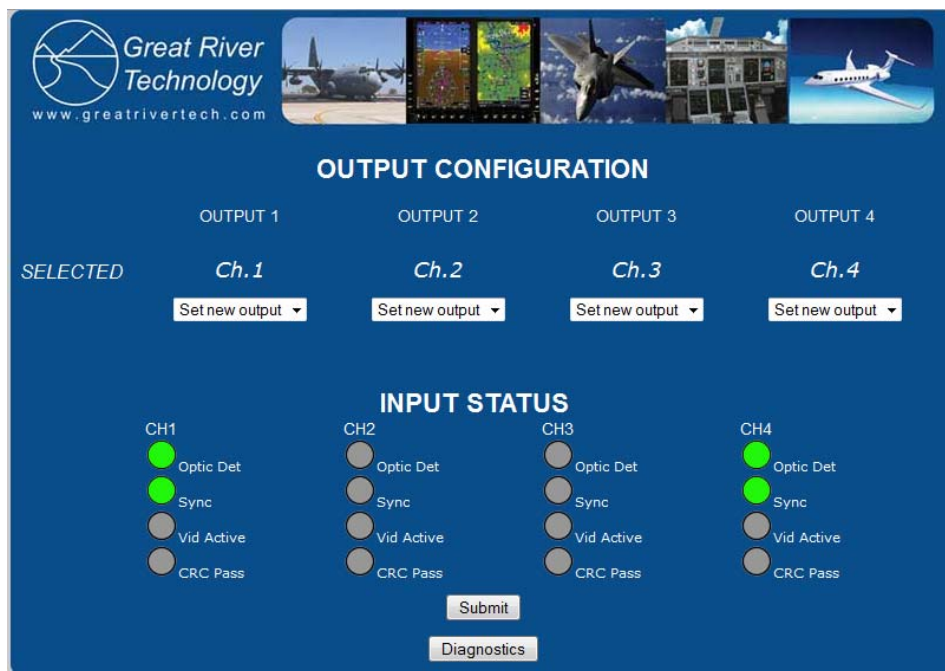 Great River
Technology
www.greatrivertech.com
OUTPUT CONFIGURATION
OUTPUT 1 OUTPUT 2 OUTPUT 3 OUTPUT 4
SELECTED Ch.1 Ch.2 Ch.3 Ch.4
Set new output Set new output Set new output Set new output
INPUT STATUS
CH1 CH2 CH3 CH4
Optic Det Optic Det Optic Det Optic Det
Sync Sync Sync Sync
Vid Active Vid Active Vid Active Vid Active
CRC Pass CRC Pass CRC Pass CRC Pass
Submit
Diagnostics